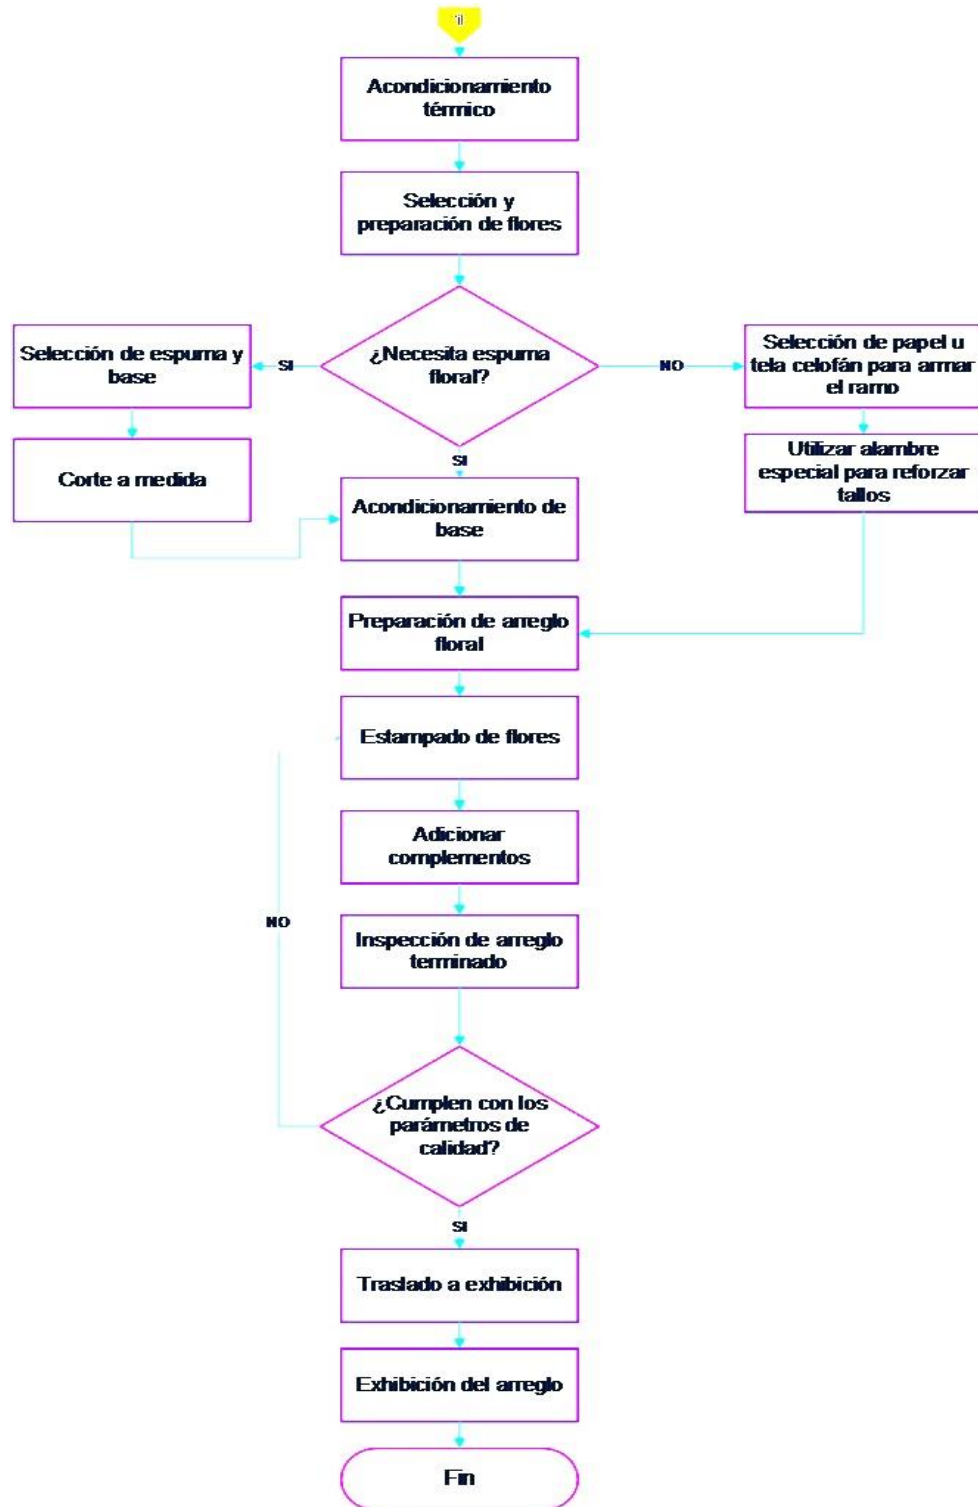 Acondicionamiento
térmico
Selección y
preparación de flores
¿Necesita espuma
floral?
SI
Selección de espuma y
base
Corte a medida
NO
Selección de papel u
tela celofán para armar
el ramo
Utilizar alambre
especial para reforzar
tallos
SI
Acondicionamiento de
base
Preparación de arreglo
floral
Estampado de flores
Adicionar
complementos
Inspección de arreglo
terminado
NO
¿Cumplen con los
parámetros de
calidad?
SI
Traslado a exhibición
Exhibición del arreglo
Fin